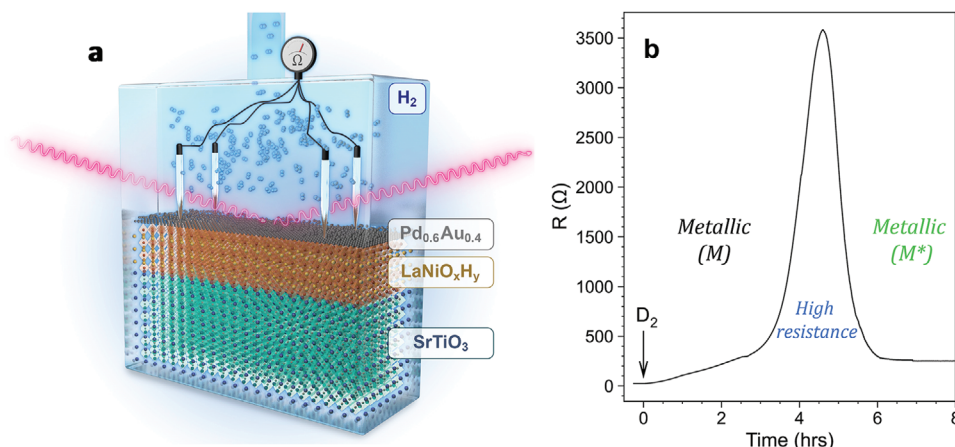 a
Ω
H₂
Pd₀.₆Au₀.₄
LaNiOₓHᵧ
SrTiO₃
b
R (Ω)
3500
3000
2500
2000
1500
1000
500
0
Metallic
(M)
Metallic
(M*)
High
resistance
D₂
0
2
4
6
8
Time (hrs)